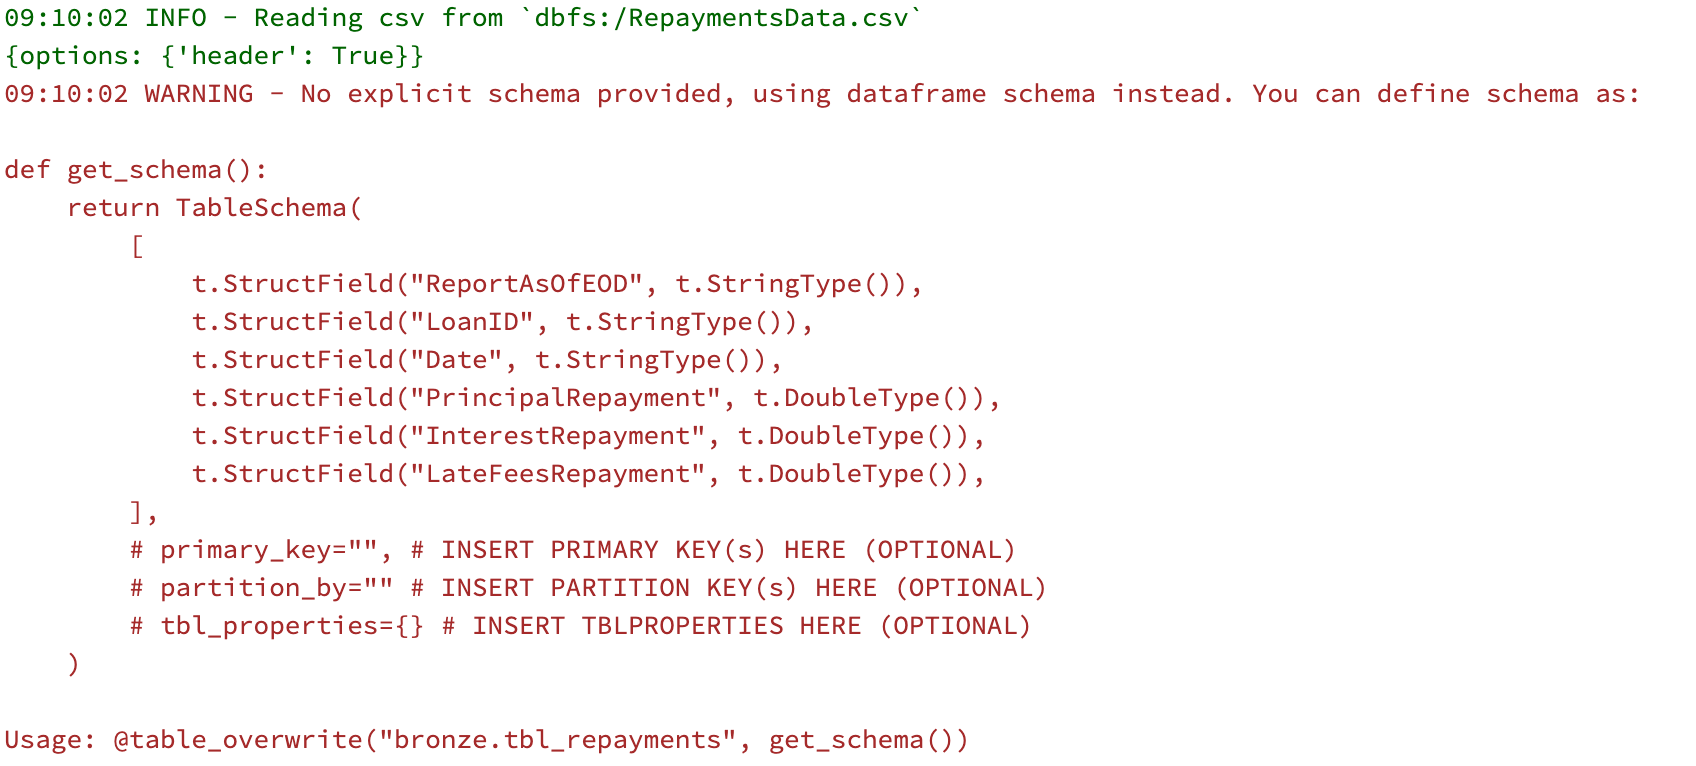 09:10:02 INFO - Reading csv from `dbfs:/RepaymentsData.csv`
{options: {'header': True}}
09:10:02 WARNING - No explicit schema provided, using dataframe schema instead. You can define schema as:

def get_schema():
    return TableSchema(
        [
            t.StructField("ReportAsOfEOD", t.StringType()),
            t.StructField("LoanID", t.StringType()),
            t.StructField("Date", t.StringType()),
            t.StructField("PrincipalRepayment", t.DoubleType()),
            t.StructField("InterestRepayment", t.DoubleType()),
            t.StructField("LateFeesRepayment", t.DoubleType()),
        ],
        # primary_key="", # INSERT PRIMARY KEY(s) HERE (OPTIONAL)
        # partition_by="" # INSERT PARTITION KEY(s) HERE (OPTIONAL)
        # tbl_properties={} # INSERT TBLPROPERTIES HERE (OPTIONAL)
    )

Usage: @table_overwrite("bronze.tbl_repayments", get_schema())